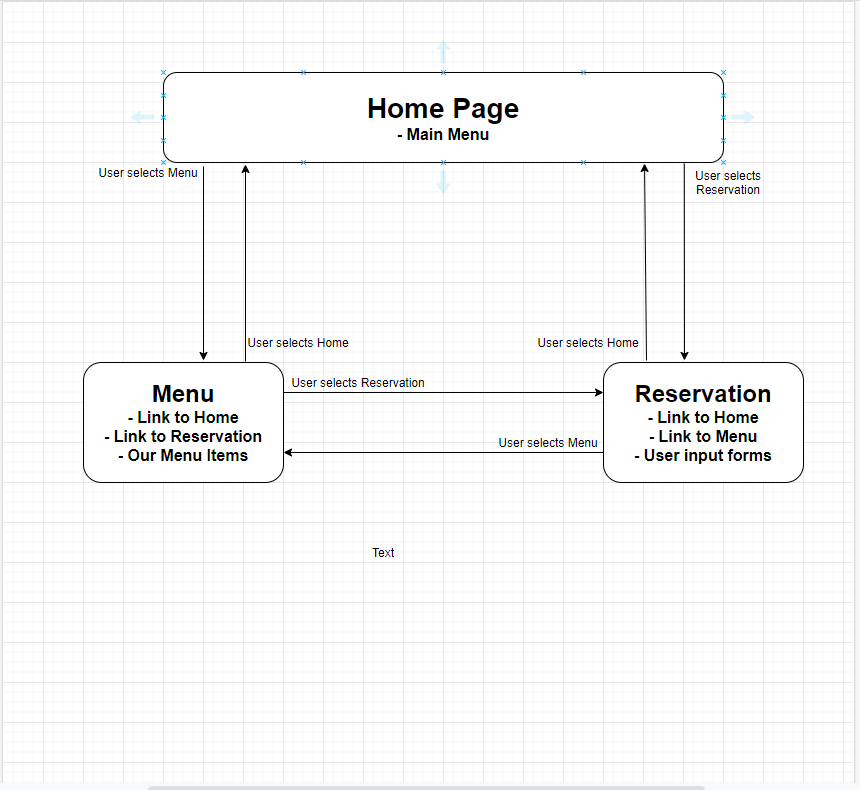 Home Page
- Main Menu
User selects Menu
User selects
Reservation
User selects Home
User selects Home
Menu
- Link to Home
- Link to Reservation
- Our Menu Items
User selects Reservation
User selects Menu
Reservation
- Link to Home
- Link to Menu
- User input forms
Text